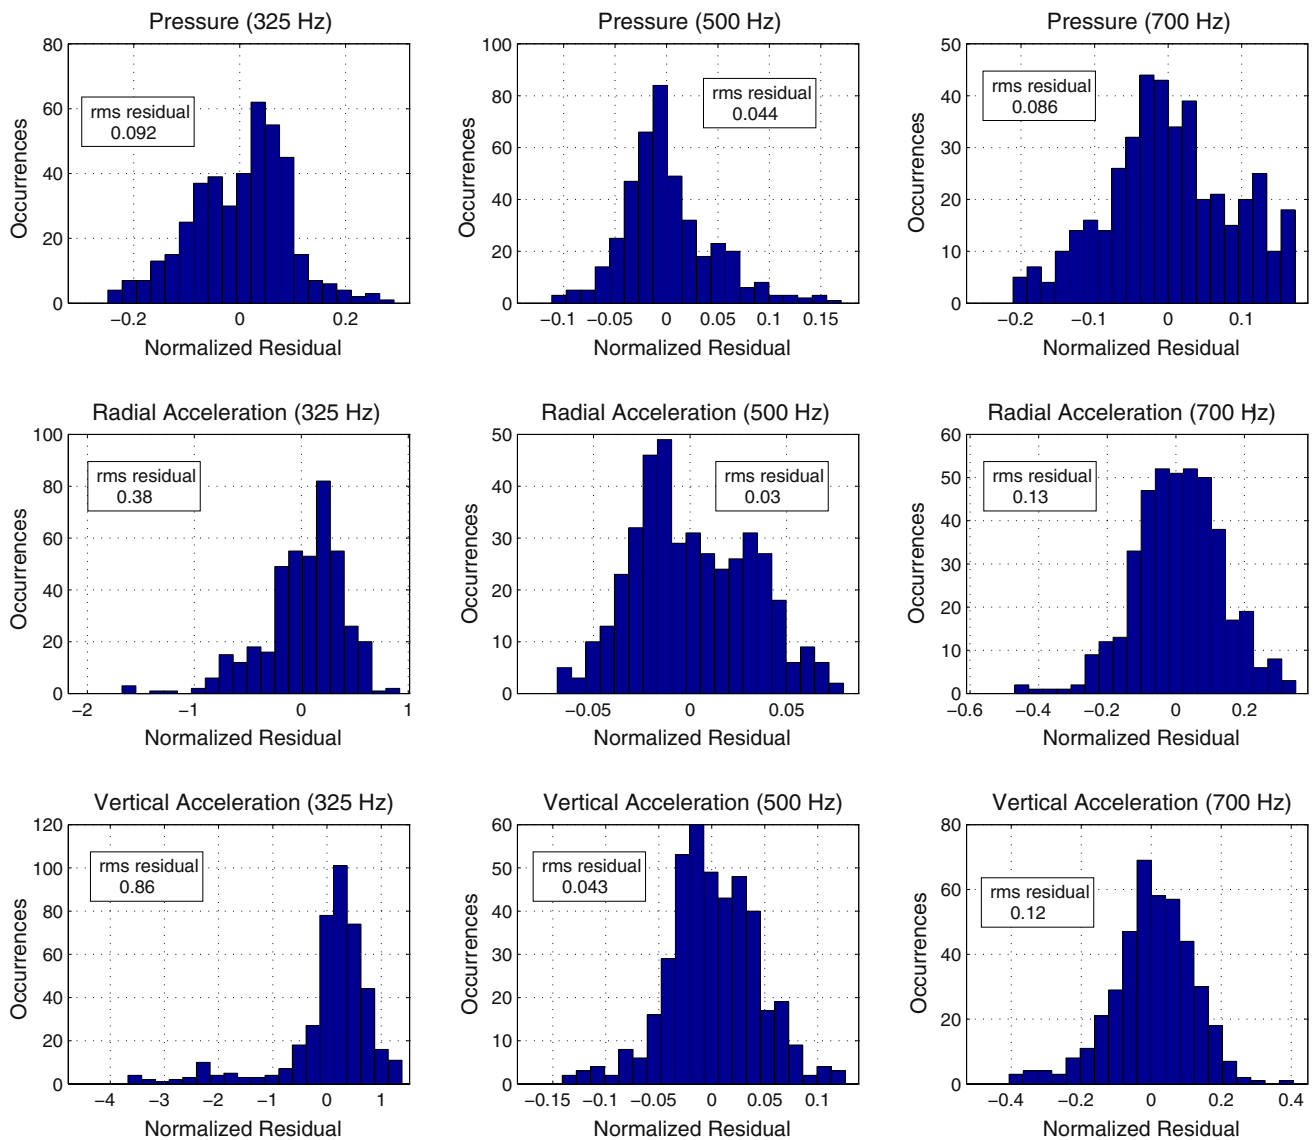 Pressure (325 Hz)
80
60
40
20
0
Occurrences
rms residual
0.092
−0.2
0
0.2
Normalized Residual
Pressure (500 Hz)
100
80
60
40
20
0
Occurrences
rms residual
0.044
−0.1
−0.05
0
0.05
0.1
0.15
Normalized Residual
Pressure (700 Hz)
50
40
30
20
10
0
Occurrences
rms residual
0.086
−0.2
−0.1
0
0.1
Normalized Residual
Radial Acceleration (325 Hz)
100
80
60
40
20
0
Occurrences
rms residual
0.38
−2
−1
0
1
Normalized Residual
Radial Acceleration (500 Hz)
50
40
30
20
10
0
Occurrences
rms residual
0.03
−0.05
0
0.05
Normalized Residual
Radial Acceleration (700 Hz)
60
50
40
30
20
10
0
Occurrences
rms residual
0.13
−0.6
−0.4
−0.2
0
0.2
Normalized Residual
Vertical Acceleration (325 Hz)
120
100
80
60
40
20
0
Occurrences
rms residual
0.86
−4
−3
−2
−1
0
1
Normalized Residual
Vertical Acceleration (500 Hz)
60
50
40
30
20
10
0
Occurrences
rms residual
0.043
−0.15
−0.1
−0.05
0
0.05
0.1
Normalized Residual
Vertical Acceleration (700 Hz)
80
60
40
20
0
Occurrences
rms residual
0.12
−0.4
−0.2
0
0.2
0.4
Normalized Residual